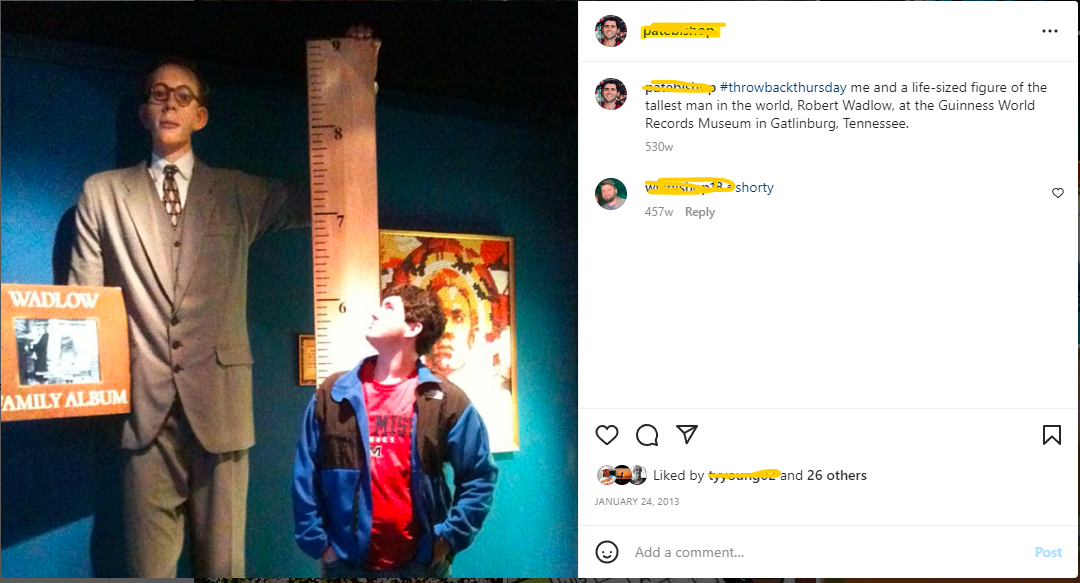 9
8
7
6
WADLOW
AMILY ALBUM
#throwbackthursday me and a life-sized figure of the
tallest man in the world, Robert Wadlow, at the Guinness World
Records Museum in Gatlinburg, Tennessee.
530w
shorty
457w Reply
Liked by and 26 others
JANUARY 24, 2013
Add a comment... Post